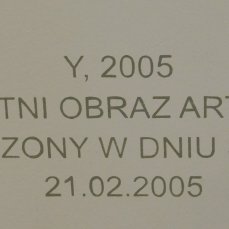 Y, 2005
TNI OBRAZ ART
ZONY W DNIU
21.02.2005